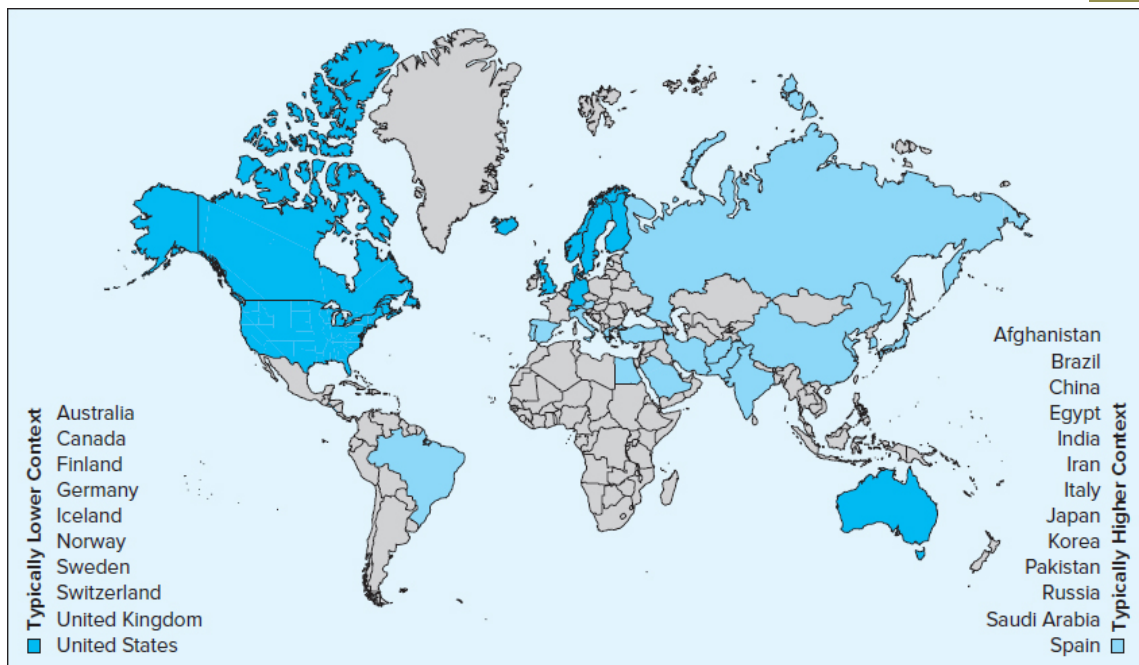 Typically Lower Context
Australia
Canada
Finland
Germany
Iceland
Norway
Sweden
Switzerland
United Kingdom
United States
Afghanistan
Brazil
China
Egypt
India
Iran
Italy
Japan
Korea
Pakistan
Russia
Saudi Arabia
Spain
Typically Higher Context